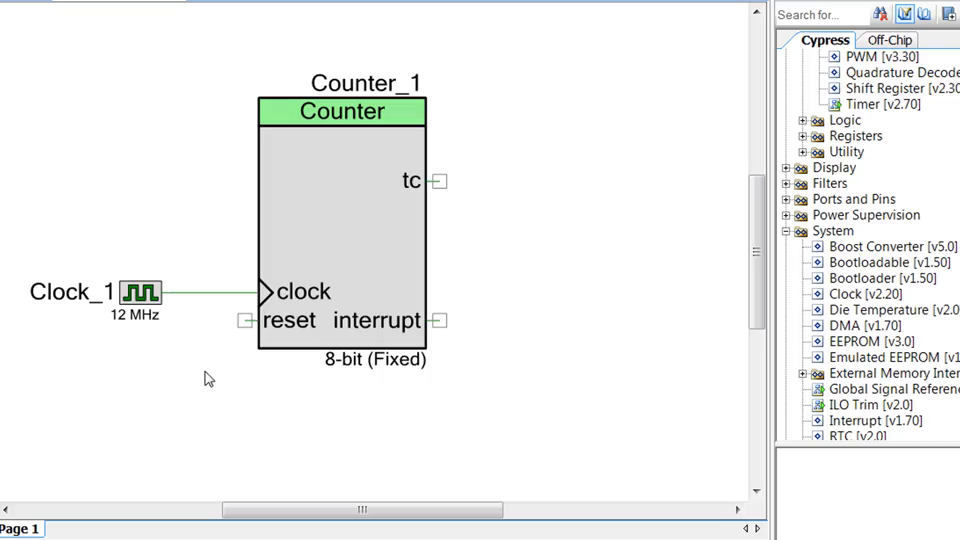 Search for...
Cypress
Off-Chip
PWM [v3.30]
Quadrature Decode
Shift Register [v2.30
Timer [v2.70]
Logic
Registers
Utility
Display
Filters
Ports and Pins
Power Supervision
System
Boost Converter [v5.0]
Bootloadable [v1.50]
Bootloader [v1.50]
Clock [v2.20]
Die Temperature [v2.0
DMA [v1.70]
EEPROM [v3.0]
Emulated EEPROM [v1
External Memory Inter
Global Signal Referenc
ILO Trim [v2.0]
Interrupt [v1.70]
RTC [v2.0]
Counter_1
Counter
tc
Clock_1
12 MHz
clock
reset
interrupt
8-bit (Fixed)
Page 1